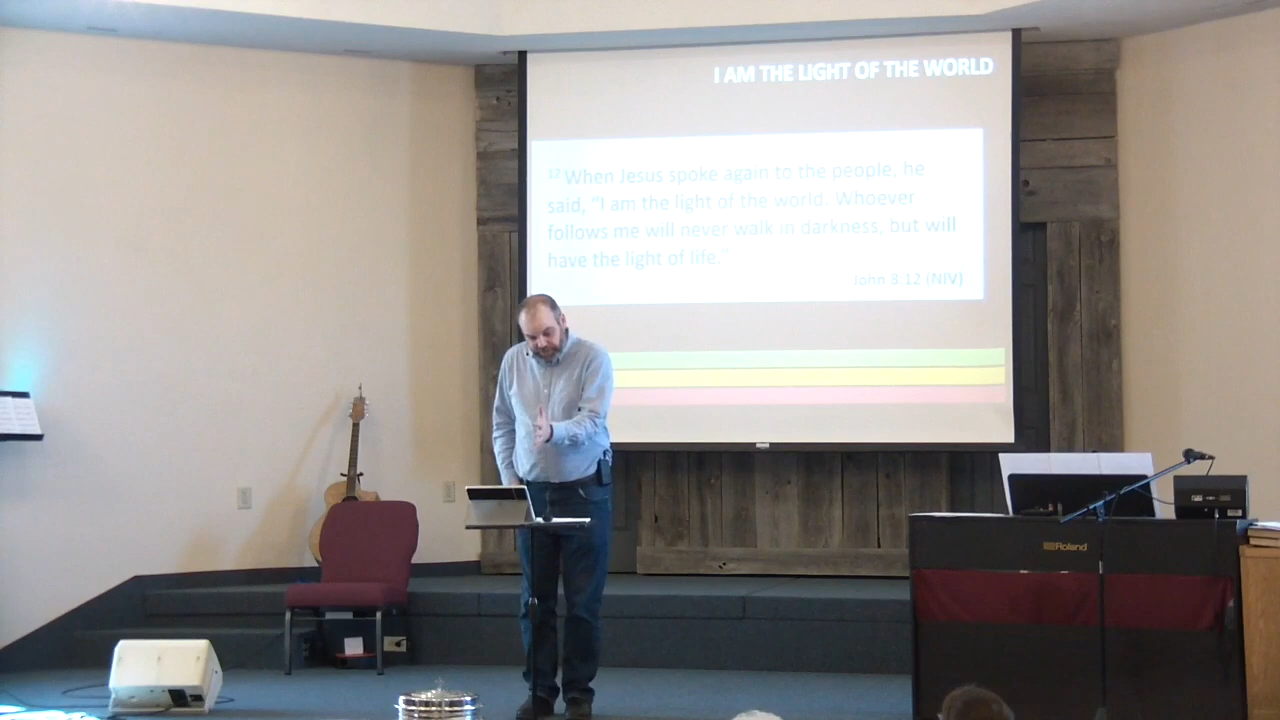 I AM THE LIGHT OF THE WORLD
12 When Jesus spoke again to the people, he
said, “I am the light of the world. Whoever
follows me will never walk in darkness, but will
have the light of life.”
John 8:12 (NIV)
Roland